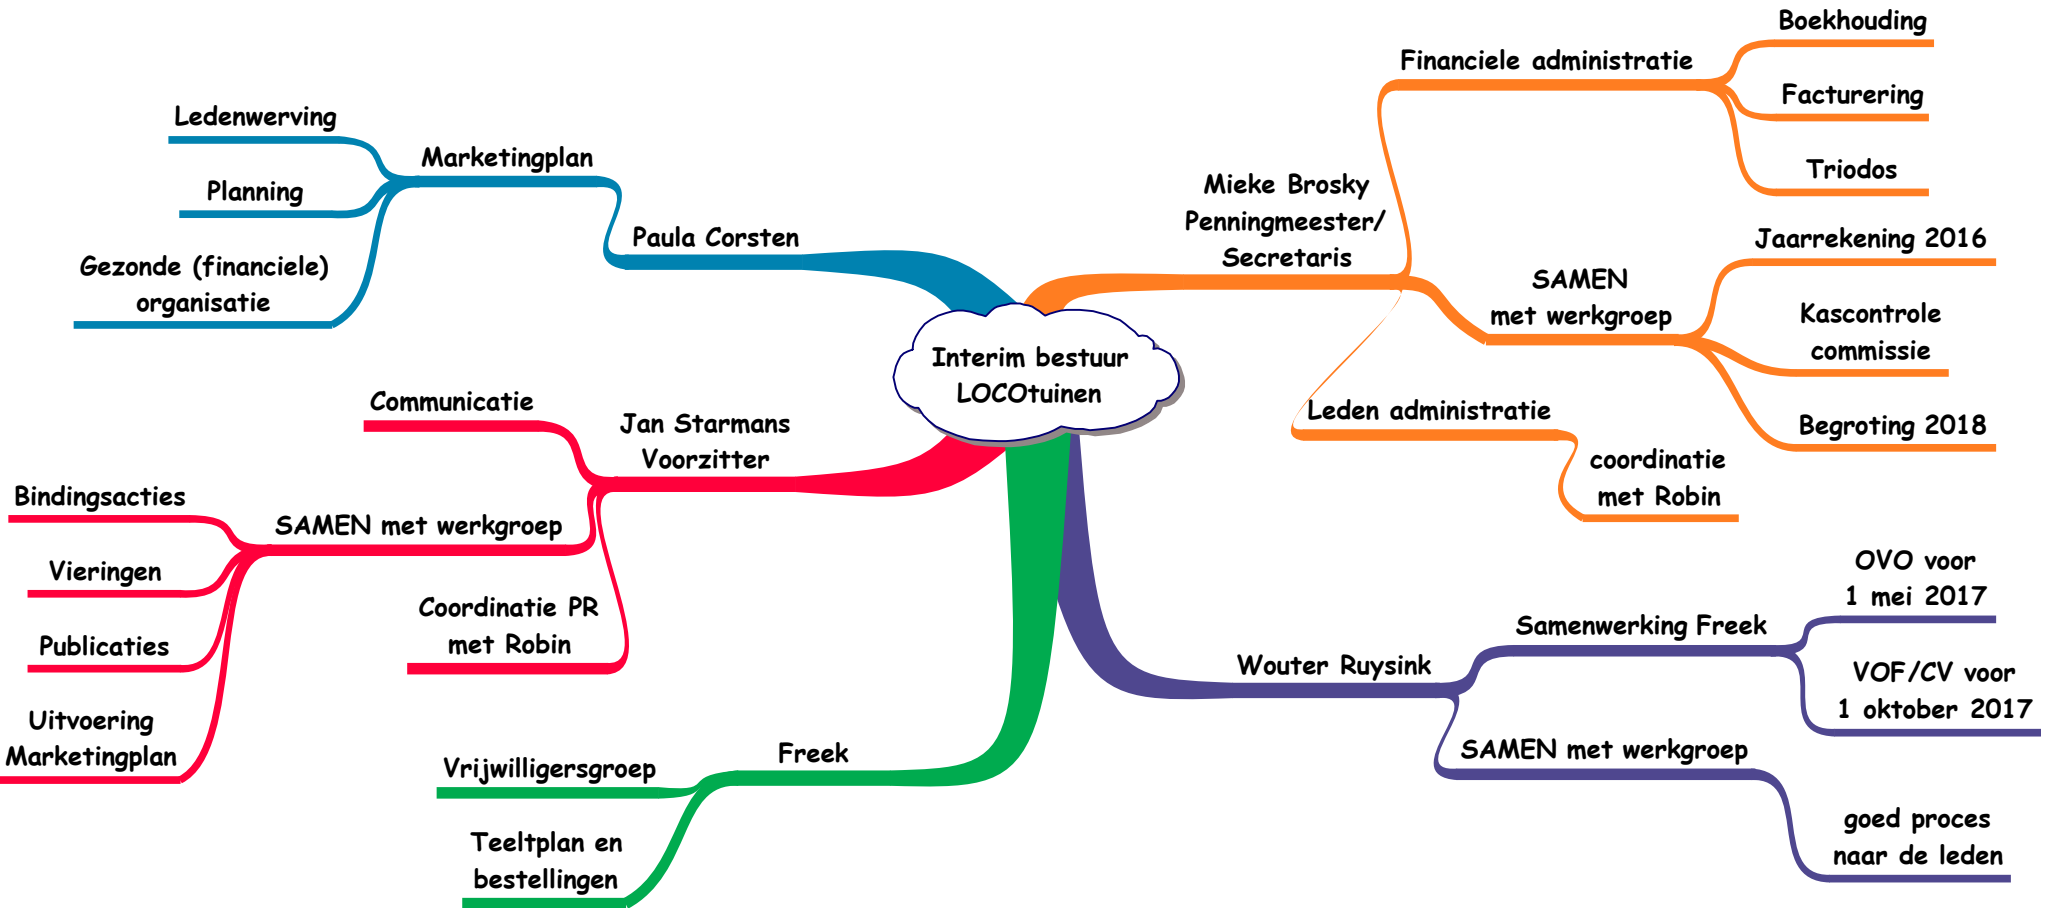 Interim bestuur
LOCOtuinen
Paula Corsten
Marketingplan
Ledenwerving
Planning
Gezonde (financiele)
organisatie
Jan Starmans
Voorzitter
Communicatie
SAMEN met werkgroep
Bindingsacties
Vieringen
Publicaties
Uitvoering
Marketingplan
Coordinatie PR
met Robin
Freek
Vrijwilligersgroep
Teeltplan en
bestellingen
Mieke Brosky
Penningmeester/
Secretaris
Financiele administratie
Boekhouding
Facturering
Triodos
SAMEN
met werkgroep
Jaarrekening 2016
Kascontrole
commissie
Begroting 2018
Leden administratie
coordinatie
met Robin
Wouter Ruysink
Samenwerking Freek
OVO voor
1 mei 2017
VOF/CV voor
1 oktober 2017
SAMEN met werkgroep
goed proces
naar de leden